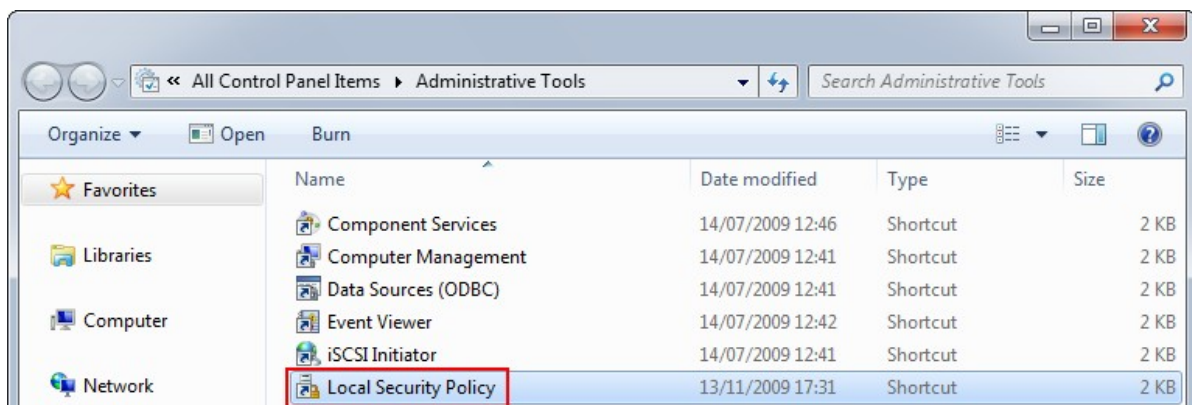 « All Control Panel Items ▸ Administrative Tools
Search Administrative Tools
Organize Open Burn
Name Date modified Type Size
Favorites
Component Services 14/07/2009 12:46 Shortcut 2 KB
Libraries
Computer Management 14/07/2009 12:41 Shortcut 2 KB
Data Sources (ODBC) 14/07/2009 12:41 Shortcut 2 KB
Computer
Event Viewer 14/07/2009 12:42 Shortcut 2 KB
iSCSI Initiator 14/07/2009 12:41 Shortcut 2 KB
Network
Local Security Policy 13/11/2009 17:31 Shortcut 2 KB